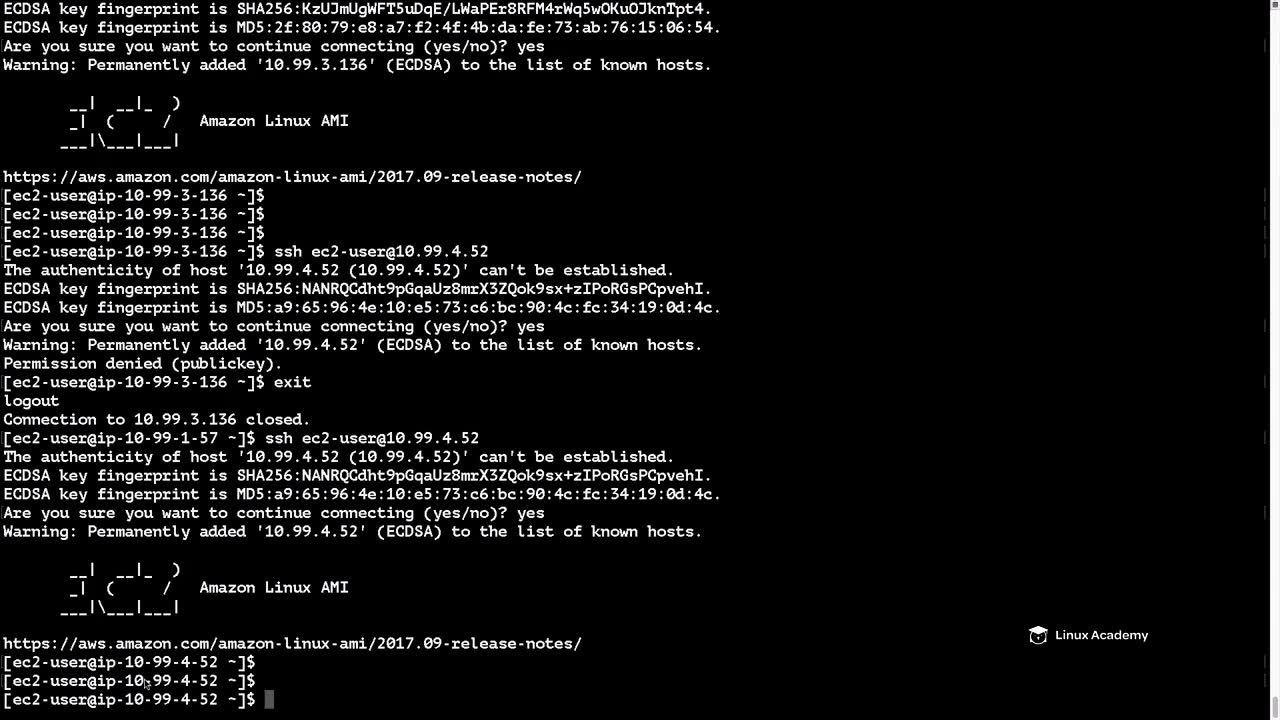 ECDSA key fingerprint is SHA256:KzUJmUgWFT5uDqE/LWaPEr8RFM4rWq5wOKuOJknTpt4.
ECDSA key fingerprint is MD5:2f:80:79:e8:a7:f2:4f:4b:da:fe:73:ab:76:15:06:54.
Are you sure you want to continue connecting (yes/no)? yes
Warning: Permanently added '10.99.3.136' (ECDSA) to the list of known hosts.
       __|  __|_  )
       _|  (     /   Amazon Linux AMI
      ___|\___|___|
https://aws.amazon.com/amazon-linux-ami/2017.09-release-notes/
[ec2-user@ip-10-99-3-136 ~]$
[ec2-user@ip-10-99-3-136 ~]$
[ec2-user@ip-10-99-3-136 ~]$
[ec2-user@ip-10-99-3-136 ~]$ ssh ec2-user@10.99.4.52
The authenticity of host '10.99.4.52 (10.99.4.52)' can't be established.
ECDSA key fingerprint is SHA256:NANRQCdht9pGqaUz8mrX3ZQok9sx+zIPoRGsPCpvehI.
ECDSA key fingerprint is MD5:a9:65:96:4e:10:e5:73:c6:bc:90:4c:fc:34:19:0d:4c.
Are you sure you want to continue connecting (yes/no)? yes
Warning: Permanently added '10.99.4.52' (ECDSA) to the list of known hosts.
Permission denied (publickey).
[ec2-user@ip-10-99-3-136 ~]$ exit
logout
Connection to 10.99.3.136 closed.
[ec2-user@ip-10-99-1-57 ~]$ ssh ec2-user@10.99.4.52
The authenticity of host '10.99.4.52 (10.99.4.52)' can't be established.
ECDSA key fingerprint is SHA256:NANRQCdht9pGqaUz8mrX3ZQok9sx+zIPoRGsPCpvehI.
ECDSA key fingerprint is MD5:a9:65:96:4e:10:e5:73:c6:bc:90:4c:fc:34:19:0d:4c.
Are you sure you want to continue connecting (yes/no)? yes
Warning: Permanently added '10.99.4.52' (ECDSA) to the list of known hosts.
       __|  __|_  )
       _|  (     /   Amazon Linux AMI
      ___|\___|___|
Linux Academy
https://aws.amazon.com/amazon-linux-ami/2017.09-release-notes/
[ec2-user@ip-10-99-4-52 ~]$
[ec2-user@ip-10-99-4-52 ~]$
[ec2-user@ip-10-99-4-52 ~]$